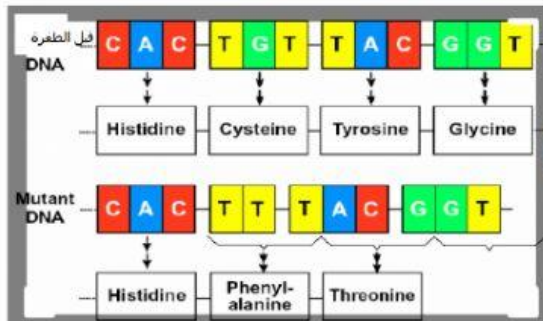 قبل الطفرة
C A C T G T T A C G G T
DNA
Histidine Cysteine Tyrosine Glycine
Mutant
DNA
C A C T T T A C G G T
Histidine Phenyl-
alanine Threonine